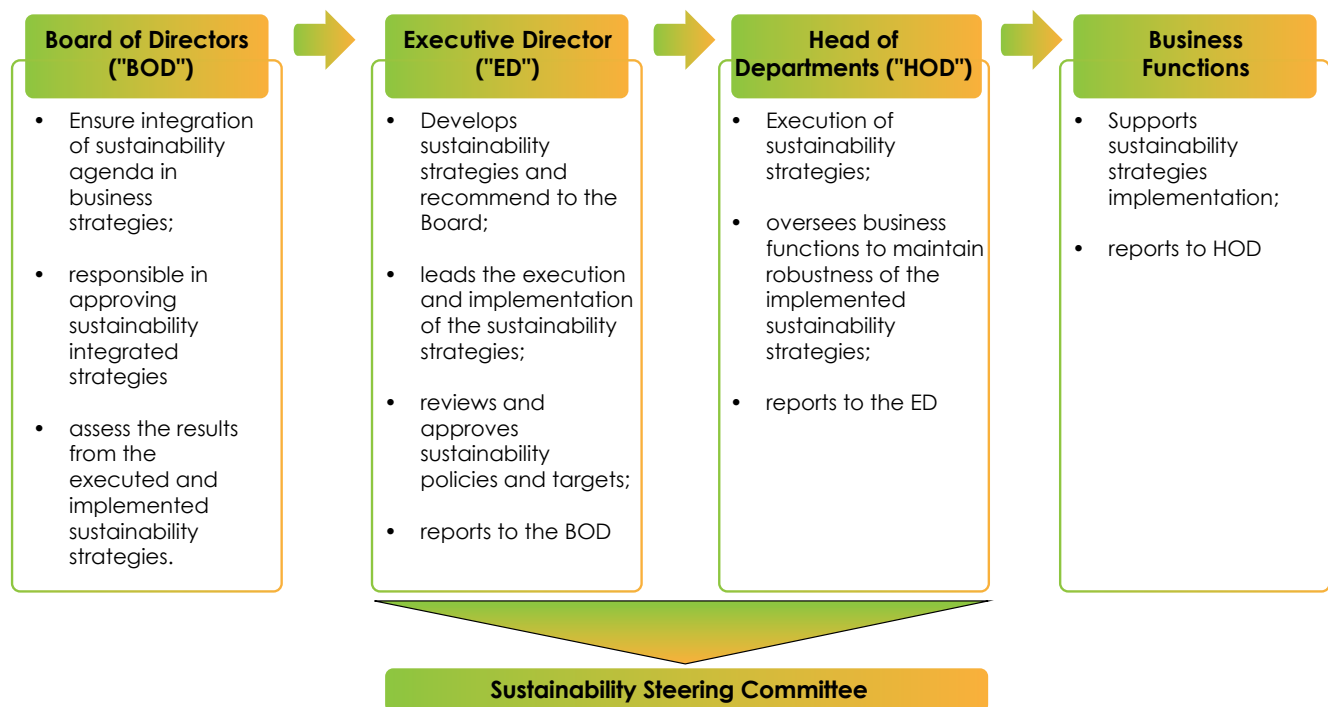 Board of Directors
("BOD")
• Ensure integration
of sustainability
agenda in
business
strategies;
• responsible in
approving
sustainability
integrated
strategies
• assess the results
from the
executed and
implemented
sustainability
strategies.
Executive Director
("ED")
• Develops
sustainability
strategies and
recommend to the
Board;
• leads the execution
and implementation
of the sustainability
strategies;
• reviews and
approves
sustainability
policies and targets;
• reports to the BOD
Head of
Departments ("HOD")
• Execution of
sustainability
strategies;
• oversees business
functions to maintain
robustness of the
implemented
sustainability
strategies;
• reports to the ED
Business
Functions
• Supports
sustainability
strategies
implementation;
• reports to HOD
Sustainability Steering Committee